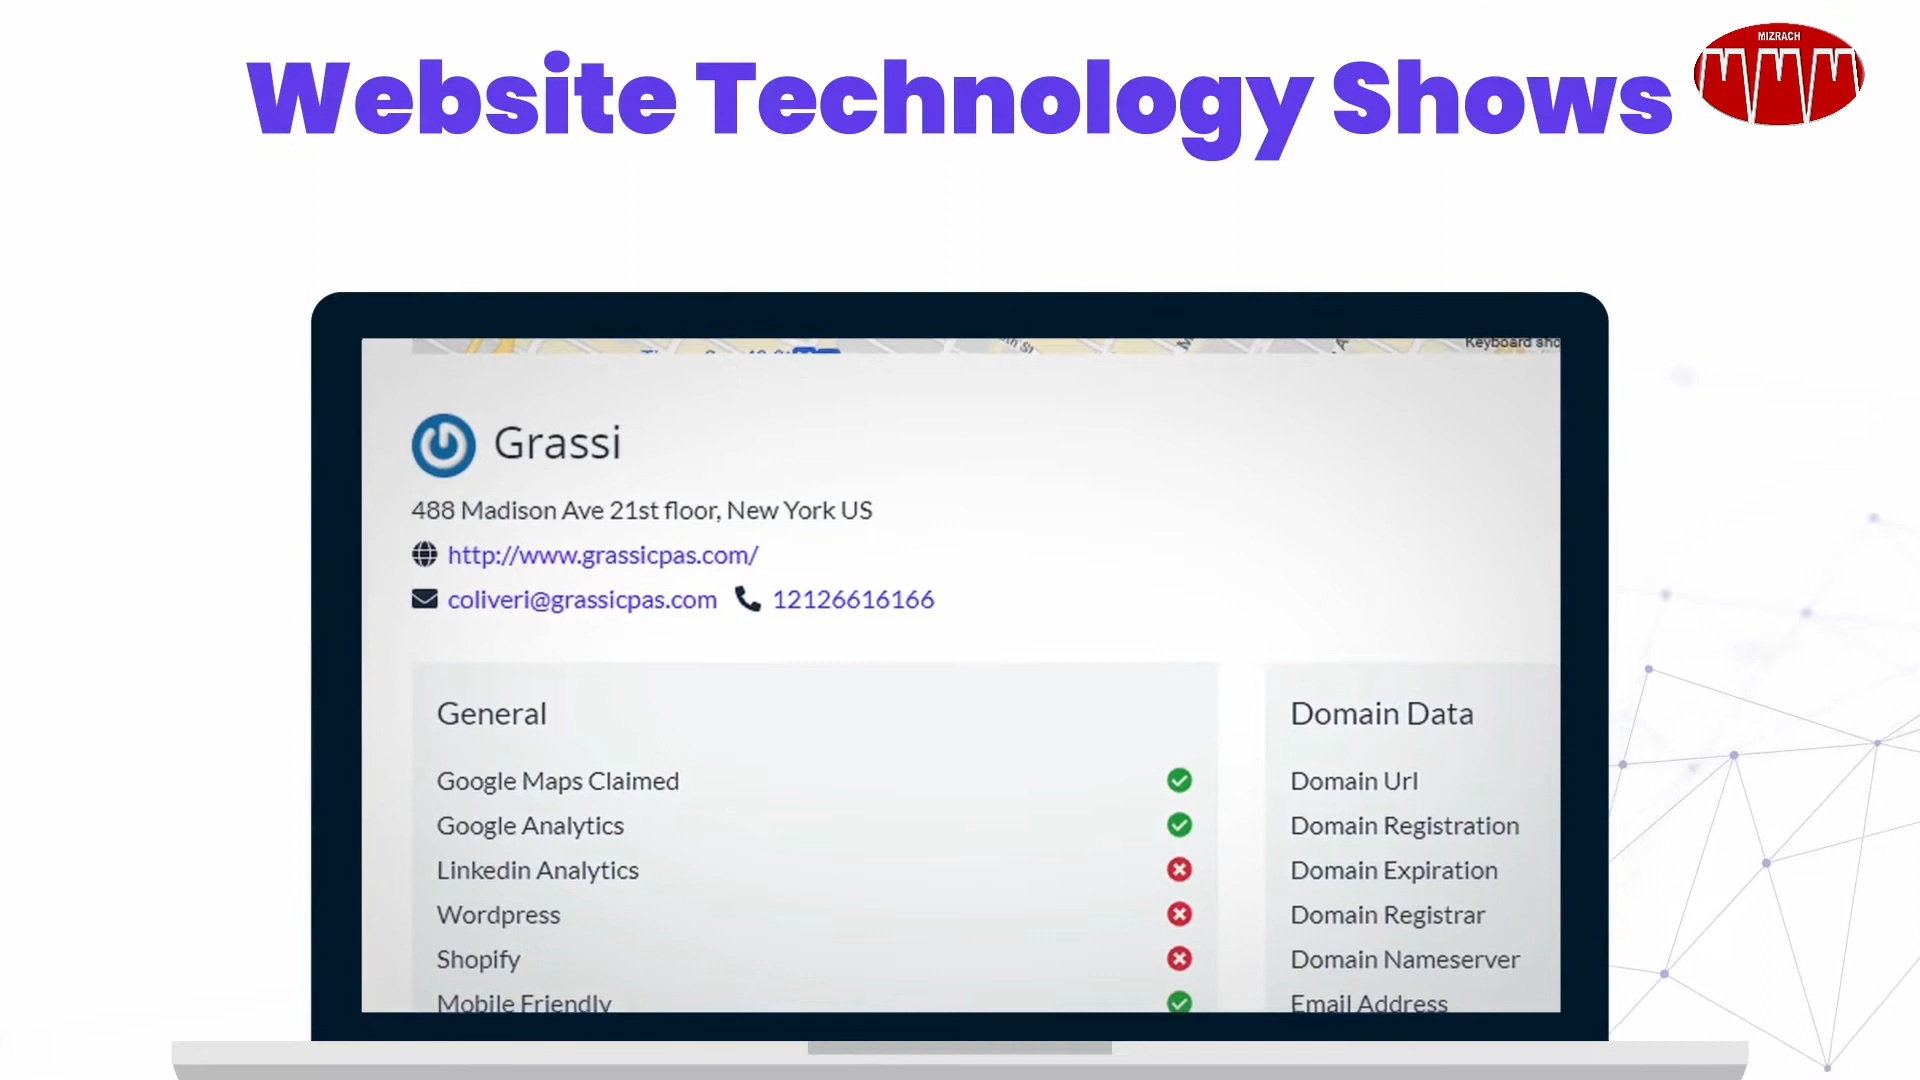 Website Technology Shows
MIZRACH
MMM
Keyboard sho
Grassi
488 Madison Ave 21st floor, New York US
http://www.grassicpas.com/
coliveri@grassicpas.com 12126616166
General
Google Maps Claimed
Google Analytics
Linkedin Analytics
Wordpress
Shopify
Mobile Friendly
Domain Data
Domain Url
Domain Registration
Domain Expiration
Domain Registrar
Domain Nameserver
Email Address